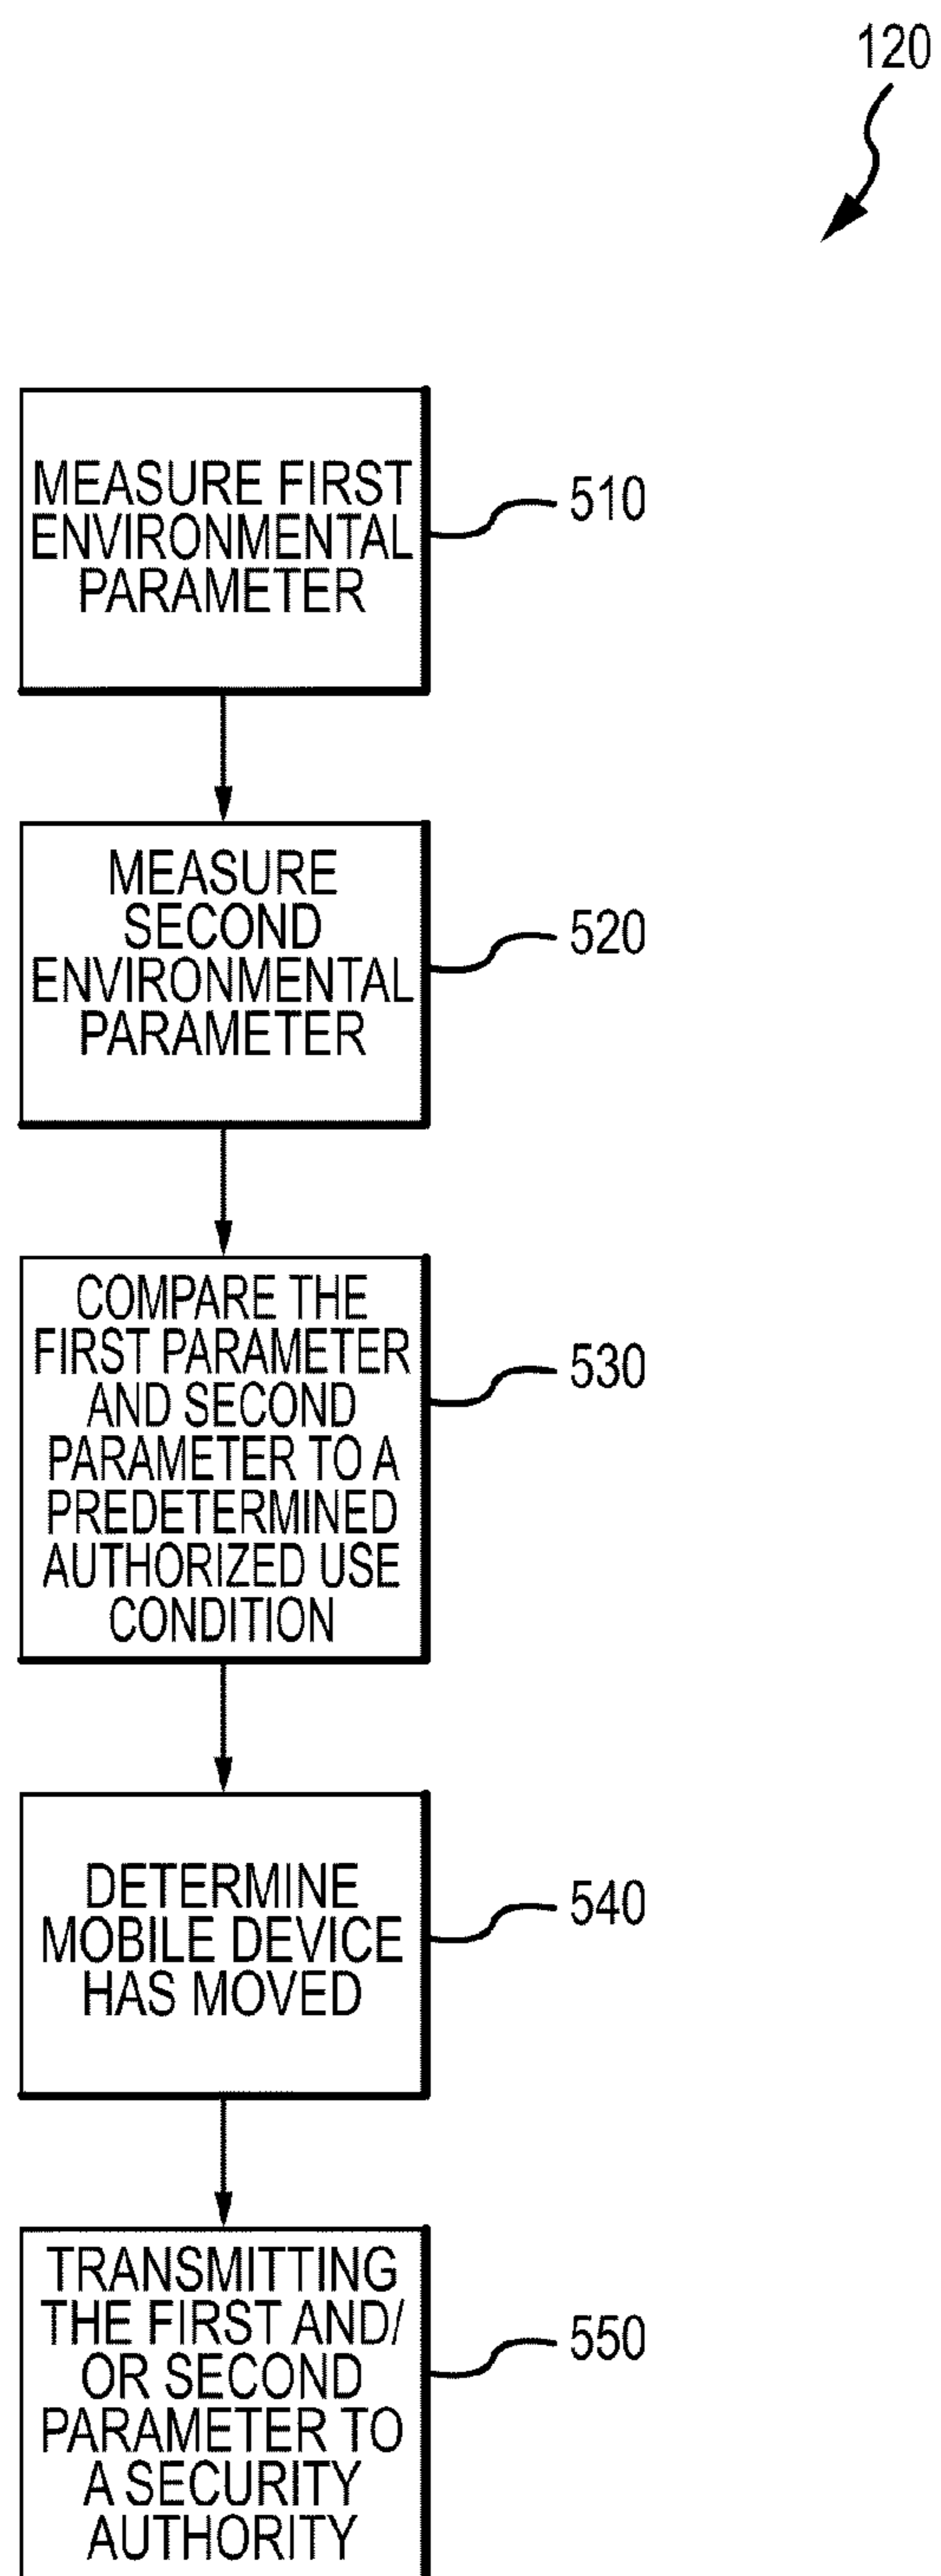 120
MEASURE FIRST
ENVIRONMENTAL
PARAMETER
510
MEASURE
SECOND
ENVIRONMENTAL
PARAMETER
520
COMPARE THE
FIRST PARAMETER
AND SECOND
PARAMETER TO A
PREDETERMINED
AUTHORIZED USE
CONDITION
530
DETERMINE
MOBILE DEVICE
HAS MOVED
540
TRANSMITTING
THE FIRST AND/
OR SECOND
PARAMETER TO
A SECURITY
AUTHORITY
550